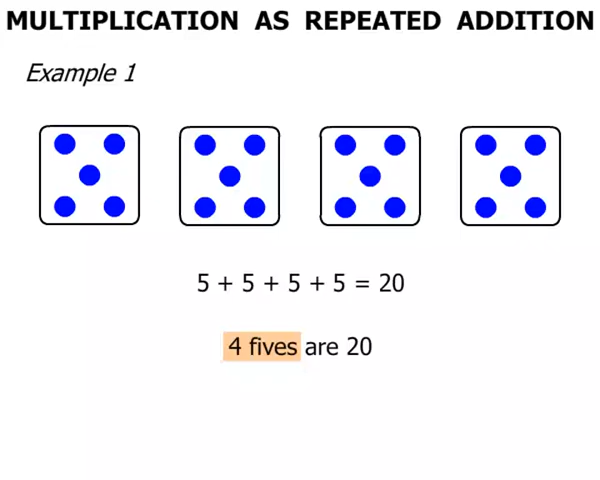 MULTIPLICATION AS REPEATED ADDITION
Example 1
5 + 5 + 5 + 5 = 20
4 fives are 20